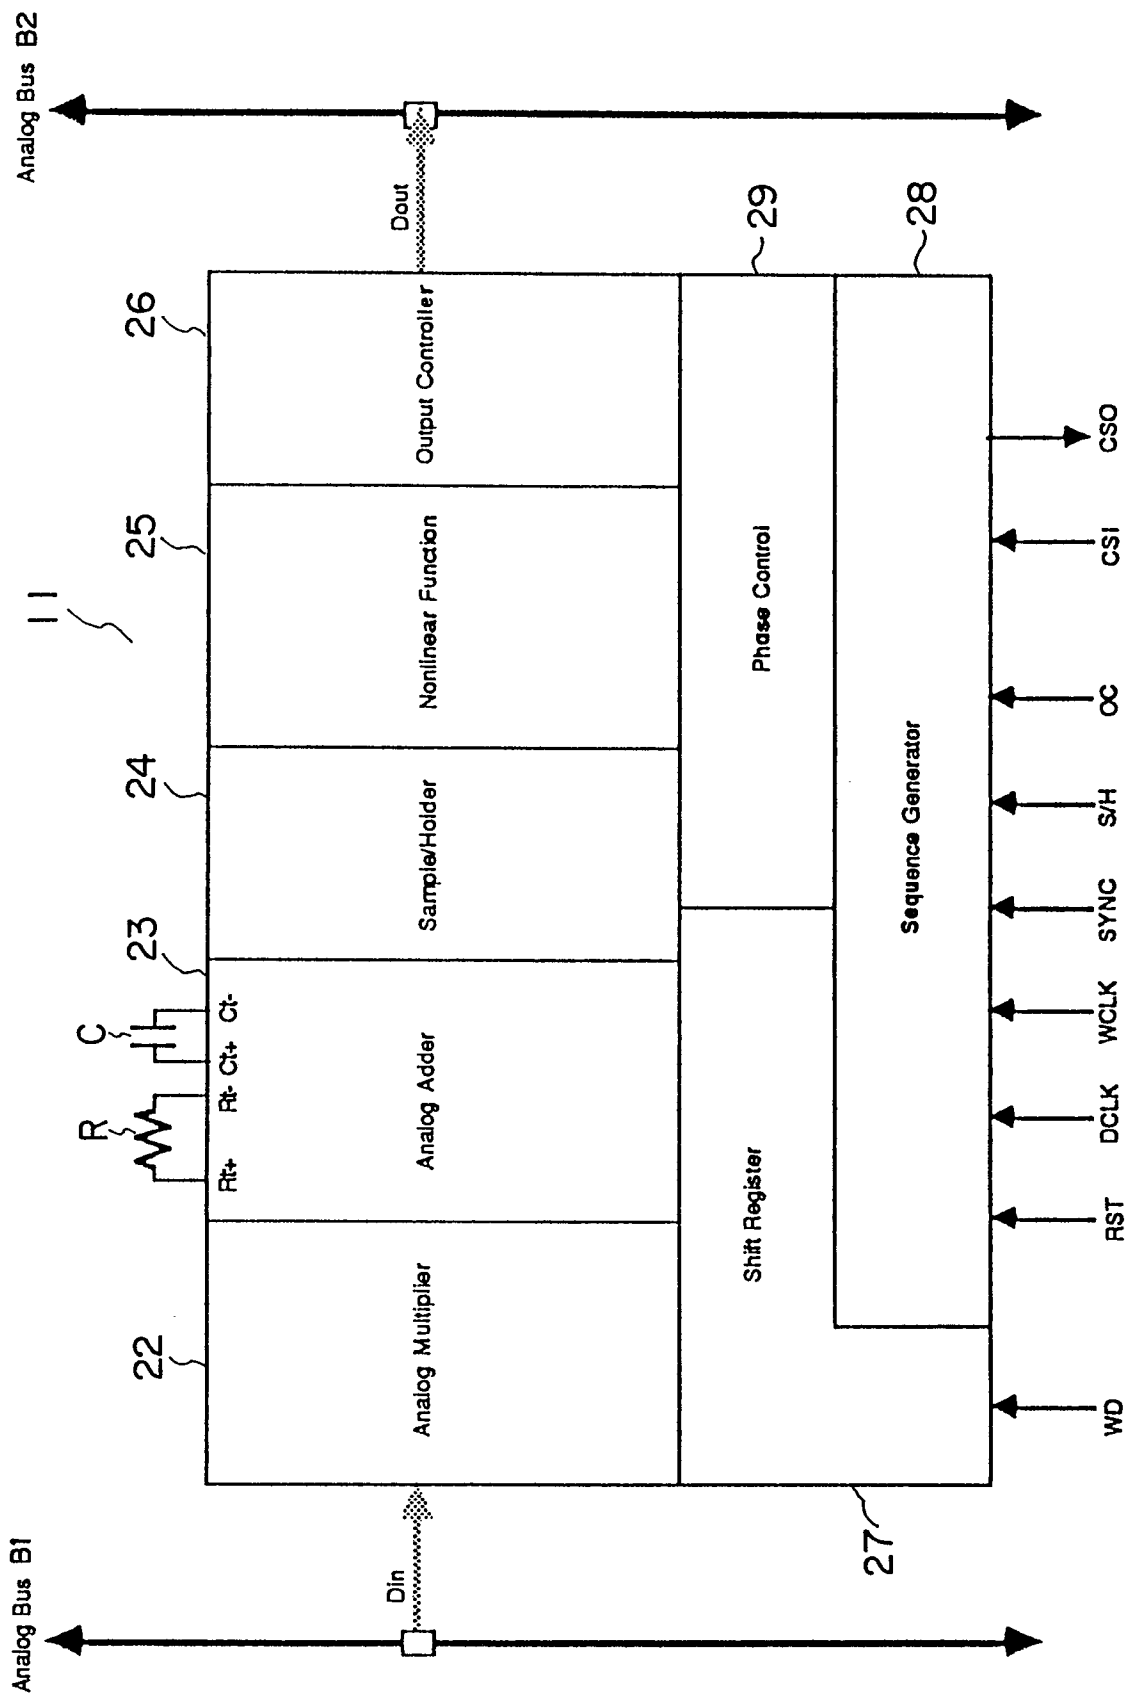 Analog Bus B1
Analog Bus B2
11
R
C
22
23
24
25
26
Rt+
Rt-
Ct+
Ct-
Din
Analog Multiplier
Analog Adder
Sample/Holder
Nonlinear Function
Output Controller
Dout
Shift Register
Phase Control
29
Sequence Generator
28
27
WD
RST
DCLK
WCLK
SYNC
S/H
OC
CSI
CSO